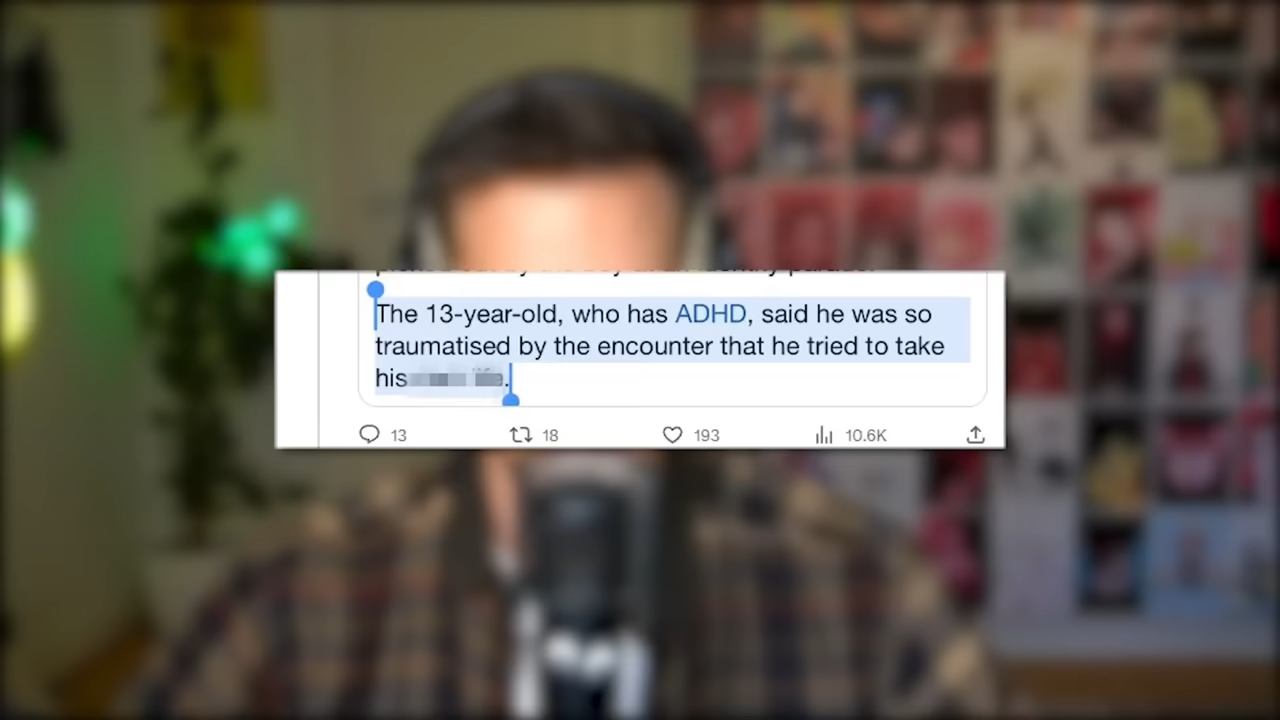 The 13-year-old, who has ADHD, said he was so
traumatised by the encounter that he tried to take
his
13 18 193 10.6K